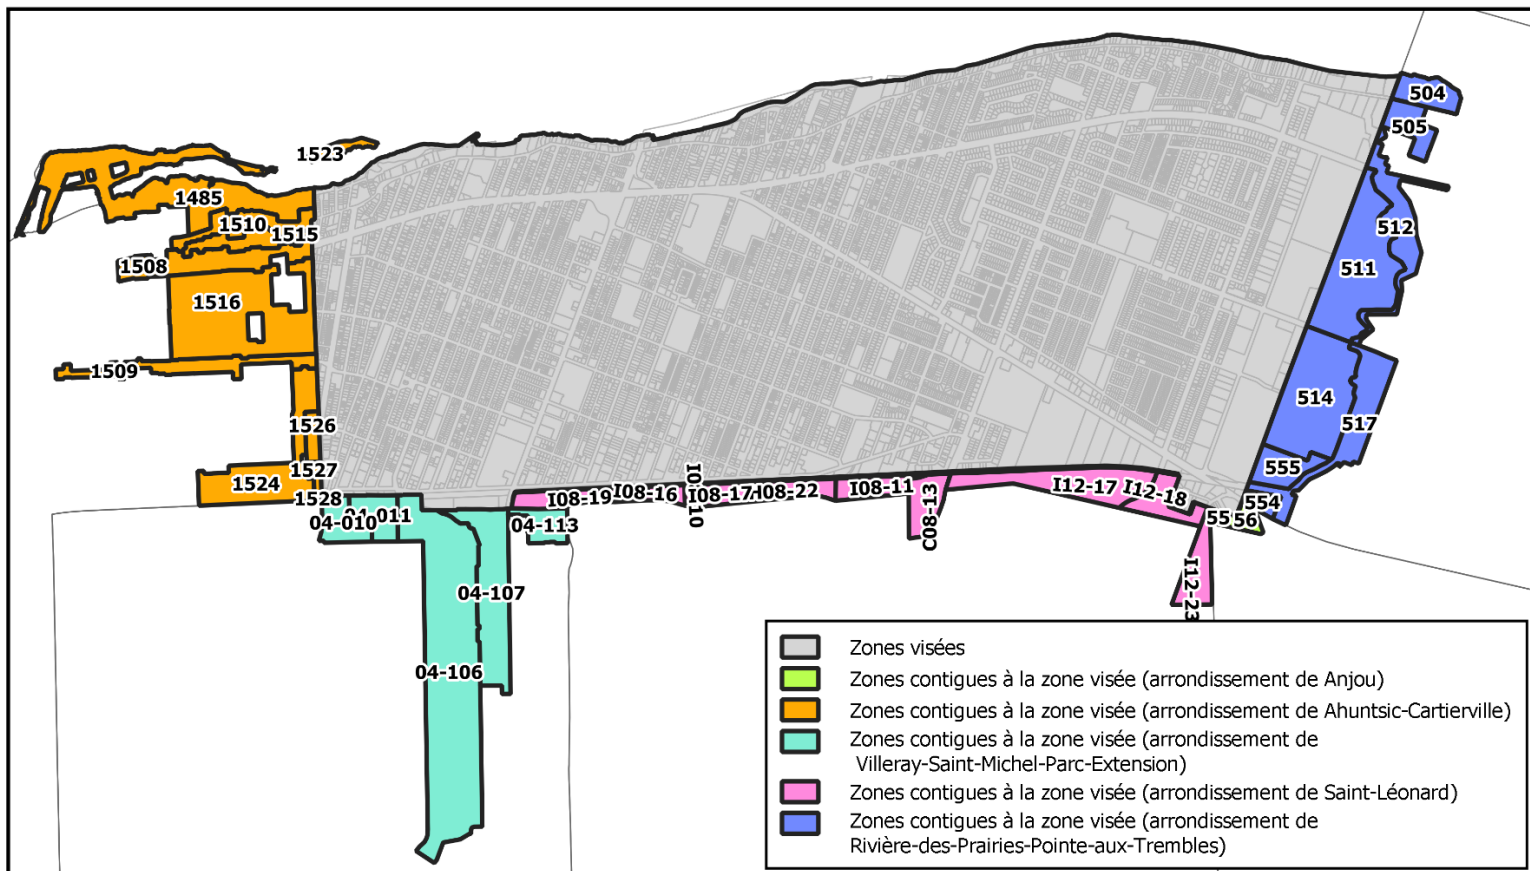 504
505
1523
1485
512
1510
1515
1508
511
1516
1509
514
517
1526
555
1527
1524
I08-19
I08-16
I08-17
I08-11
I12-17
I12-18
1528
554
04-010
04-113
C08-13
55
56
04-107
I12-23
04-106
Zones visées
Zones contigues à la zone visée (arrondissement de Anjou)
Zones contigues à la zone visée (arrondissement de Ahuntsic-Cartierville)
Zones contigues à la zone visée (arrondissement de
Villeray-Saint-Michel-Parc-Extension)
Zones contigues à la zone visée (arrondissement de Saint-Léonard)
Zones contigues à la zone visée (arrondissement de
Rivière-des-Prairies-Pointe-aux-Trembles)